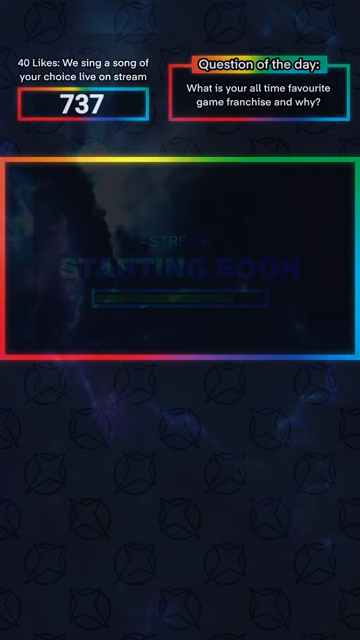 40 Likes: We sing a song of
your choice live on stream
737
Question of the day:
What is your all time favourite
game franchise and why?
STREAM
STARTING SOON